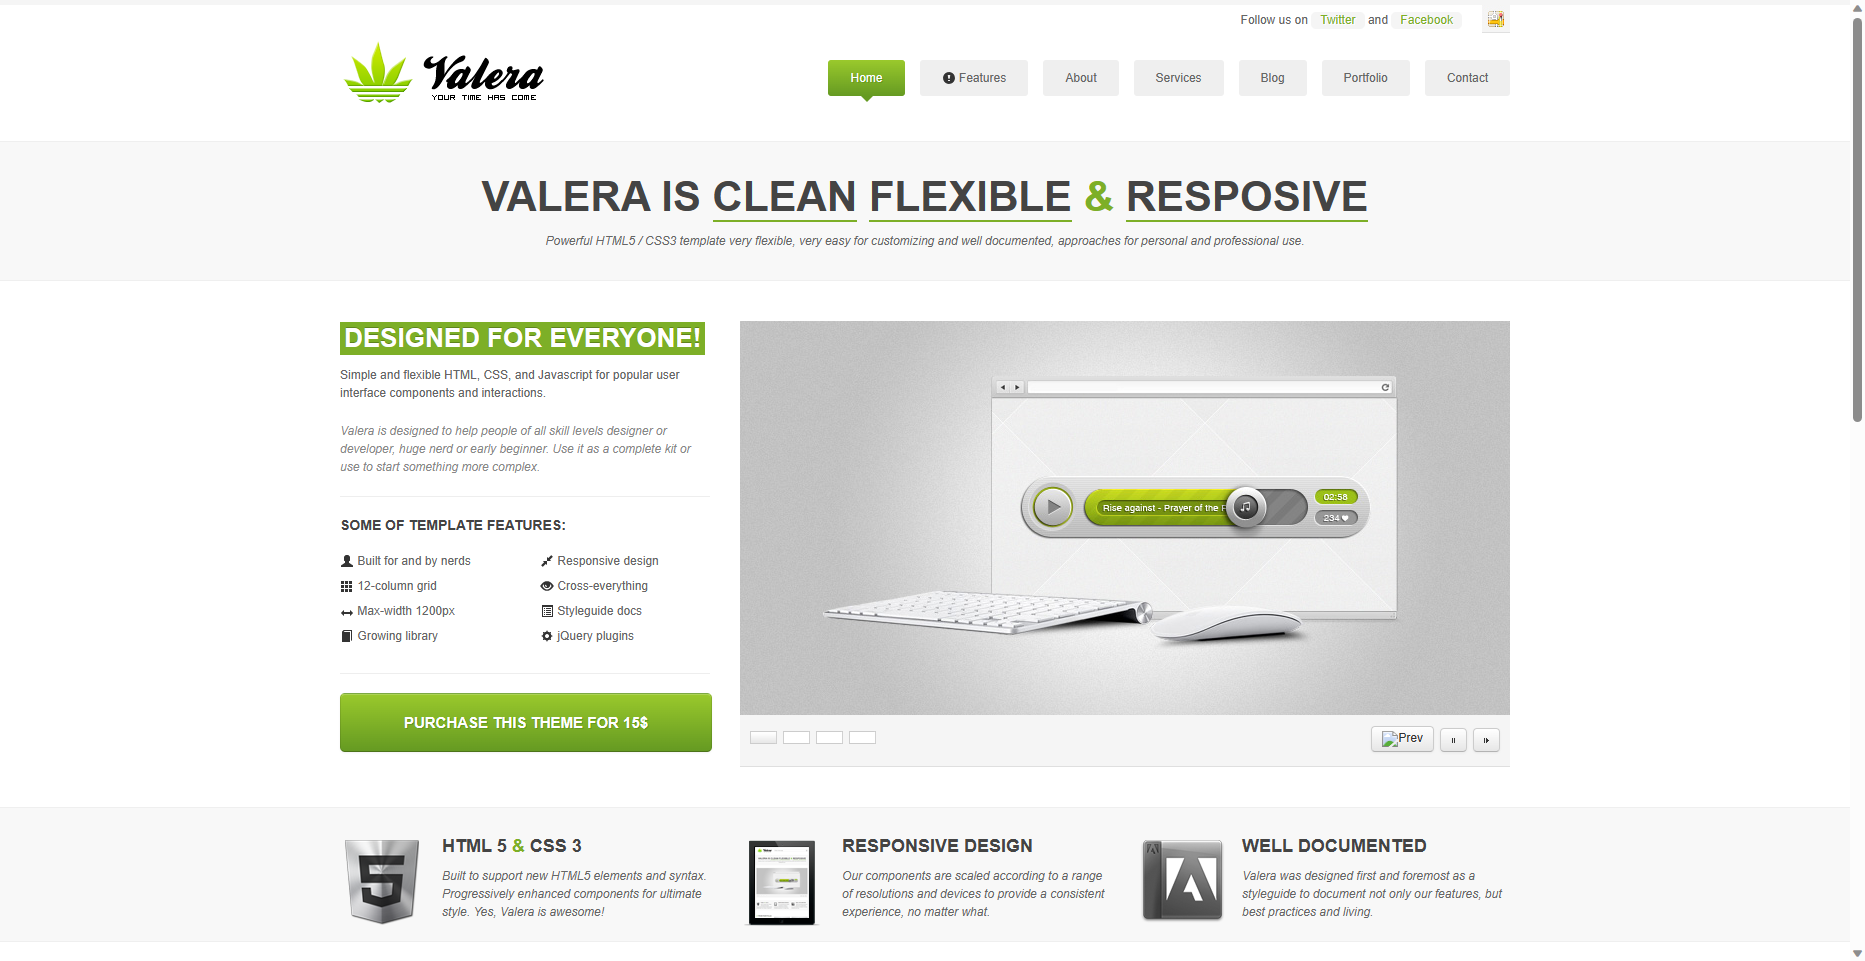 Follow us on Twitter and Facebook
Valera
YOUR TIME HAS COME
Home
Features
About
Services
Blog
Portfolio
Contact
VALERA IS CLEAN FLEXIBLE & RESPOSIVE
Powerful HTML5 / CSS3 template very flexible, very easy for customizing and well documented, approaches for personal and professional use.
DESIGNED FOR EVERYONE!
Simple and flexible HTML, CSS, and Javascript for popular user
interface components and interactions.
Valera is designed to help people of all skill levels designer or
developer, huge nerd or early beginner. Use it as a complete kit or
use to start something more complex.
SOME OF TEMPLATE FEATURES:
Built for and by nerds
Responsive design
12-column grid
Cross-everything
Max-width 1200px
Styleguide docs
Growing library
jQuery plugins
PURCHASE THIS THEME FOR 15$
Rise against - Prayer of the
02:58
234
Prev
HTML 5 & CSS 3
Built to support new HTML5 elements and syntax.
Progressively enhanced components for ultimate
style. Yes, Valera is awesome!
RESPONSIVE DESIGN
Our components are scaled according to a range
of resolutions and devices to provide a consistent
experience, no matter what.
WELL DOCUMENTED
Valera was designed first and foremost as a
styleguide to document not only our features, but
best practices and living.